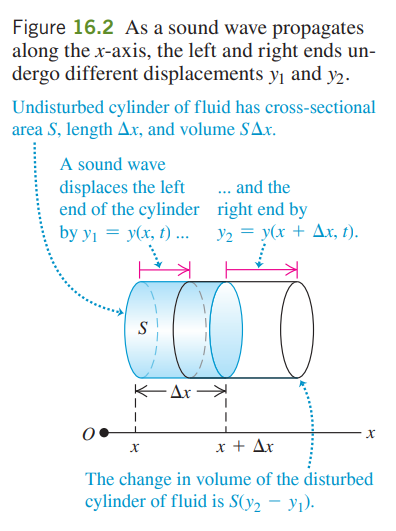 Figure 16.2 As a sound wave propagates
along the x-axis, the left and right ends un-
dergo different displacements y₁ and y₂.
Undisturbed cylinder of fluid has cross-sectional
area S, length Δx, and volume SΔx.
A sound wave
displaces the left
end of the cylinder
by y₁ = y(x, t) ...
... and the
right end by
y₂ = y(x + Δx, t).
S
Δx
O
x
x
x + Δx
The change in volume of the disturbed
cylinder of fluid is S(y₂ − y₁).